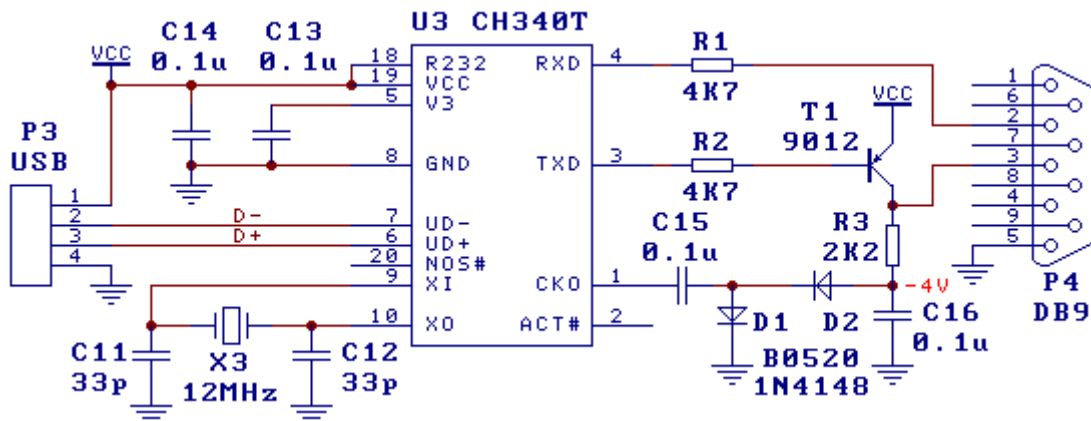 U3 CH340T
C14
0.1u
C13
0.1u
VCC
18
19
5
8
7
6
20
9
10
R232
VCC
V3
GND
UD-
UD+
NOS#
XI
XO
RXD
TXD
CKO
ACT#
4
3
1
2
R1
4K7
R2
4K7
VCC
T1
9012
P3
USB
1
2
3
4
D-
D+
C15
0.1u
R3
2K2
-4V
D1
D2
B0520
1N4148
C16
0.1u
C11
33p
X3
12MHz
C12
33p
1
6
2
7
3
8
4
9
5
P4
DB9